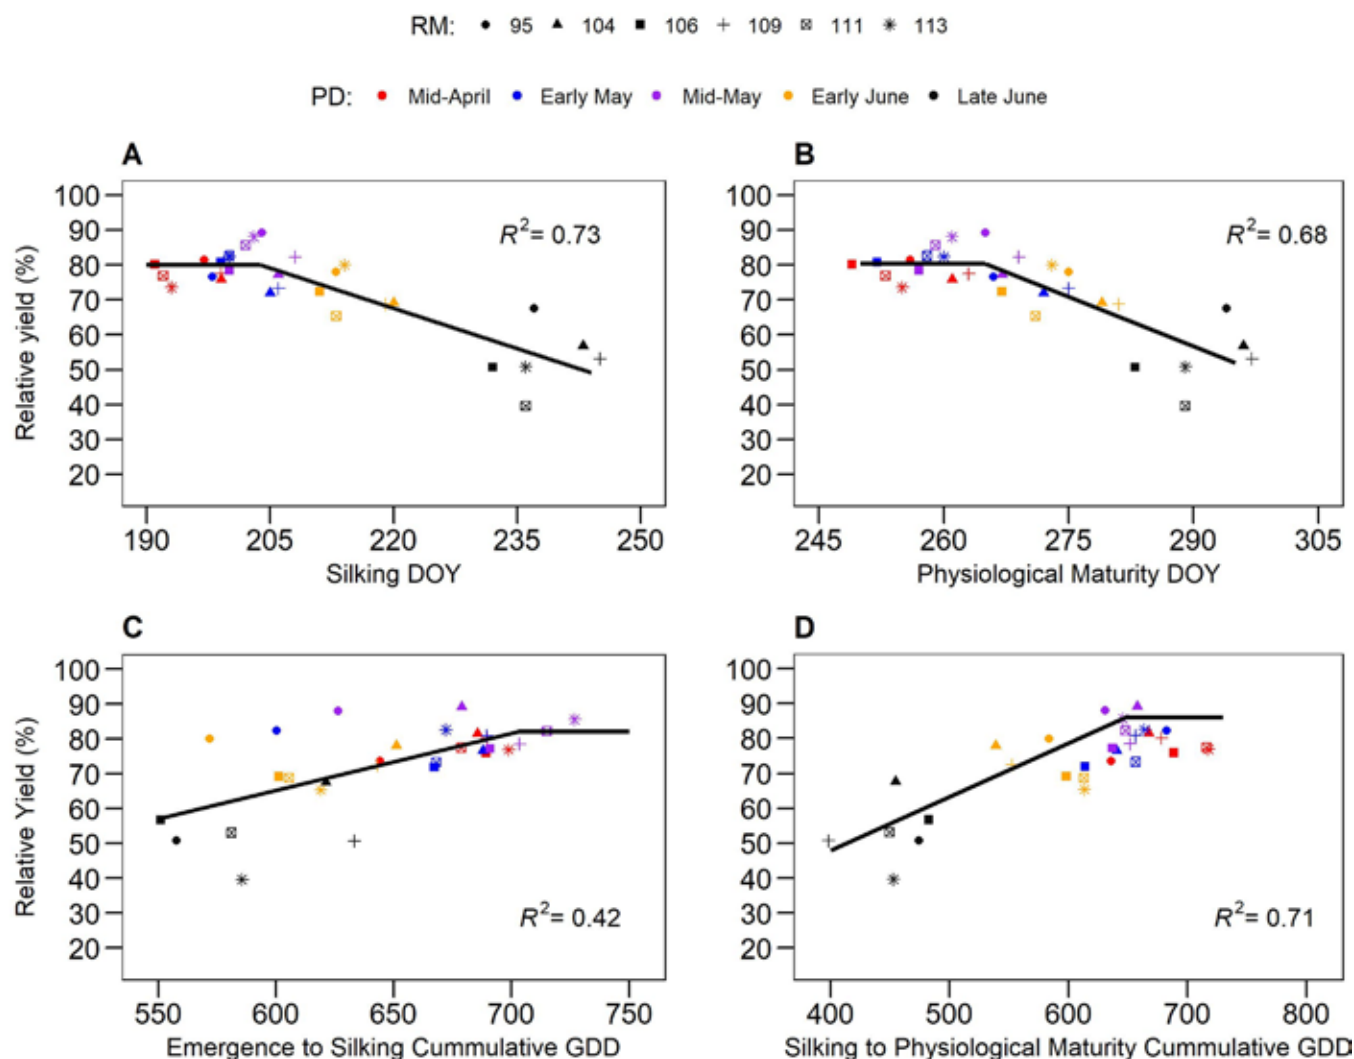 RM: 95 104 106 109 111 113
PD: Mid-April Early May Mid-May Early June Late June
A
Relative yield (%)
100
90
80
70
60
50
40
30
20
R² = 0.73
190 205 220 235 250
Silking DOY
B
100
90
80
70
60
50
40
30
20
R² = 0.68
245 260 275 290 305
Physiological Maturity DOY
C
Relative Yield (%)
100
90
80
70
60
50
40
30
20
R² = 0.42
550 600 650 700 750
Emergence to Silking Cummulative GDD
D
100
90
80
70
60
50
40
30
20
R² = 0.71
400 500 600 700 800
Silking to Physiological Maturity Cummulative GDD